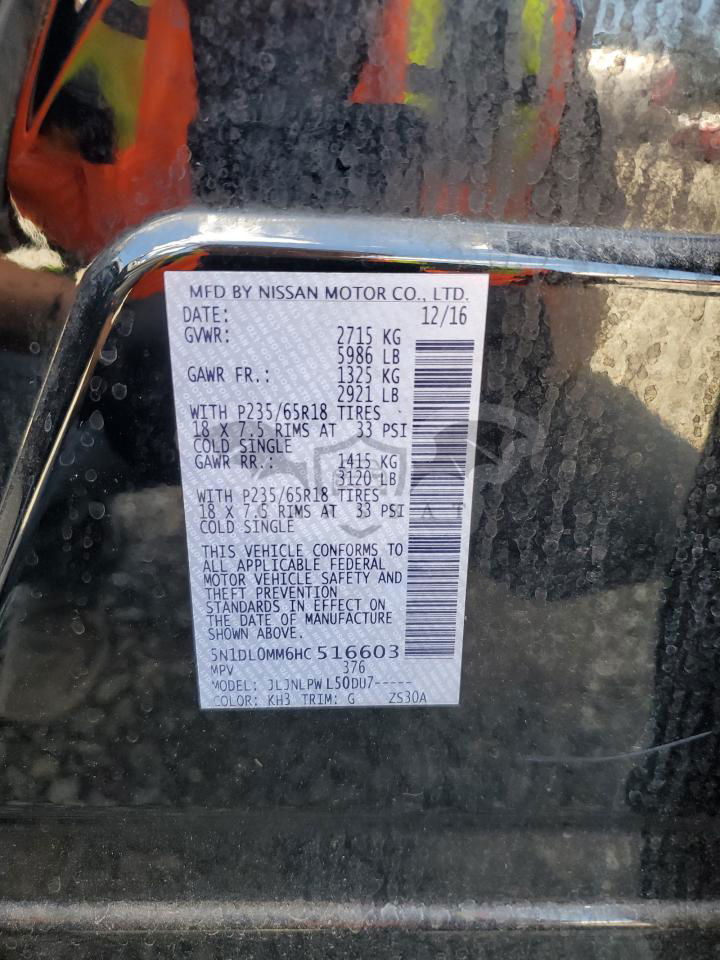 MFD BY NISSAN MOTOR CO., LTD.
DATE: 12/16
GVWR: 2715 KG
5986 LB
GAWR FR.: 1325 KG
2921 LB
WITH P235/65R18 TIRES
18 X 7.5 RIMS AT 33 PSI
COLD SINGLE
GAWR RR.: 1415 KG
3120 LB
WITH P235/65R18 TIRES
18 X 7.5 RIMS AT 33 PSI
COLD SINGLE
THIS VEHICLE CONFORMS TO
ALL APPLICABLE FEDERAL
MOTOR VEHICLE SAFETY AND
THEFT PREVENTION
STANDARDS IN EFFECT ON
THE DATE OF MANUFACTURE
SHOWN ABOVE.
5N1DL0MM6HC516603
MPV 376
MODEL: JLJNLPW L50DU7-----
COLOR: KH3 TRIM: G ZS30A